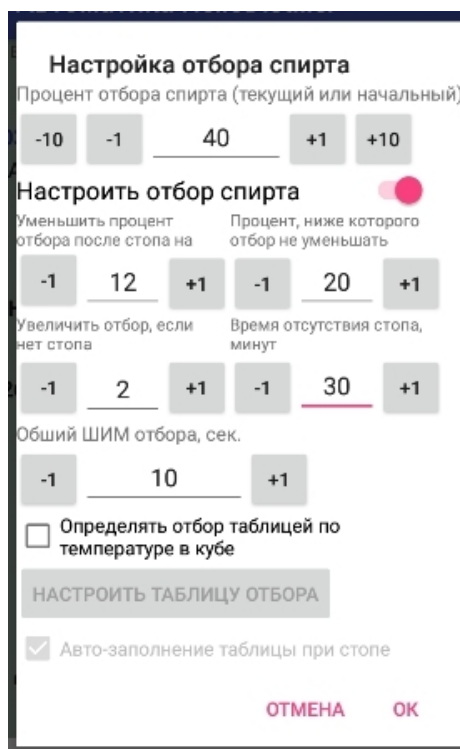 Настройка отбора спирта
Процент отбора спирта (текущий или начальный)
-10 -1 40 +1 +10
Настроить отбор спирта
Уменьшить процент Процент, ниже которого
отбора после стопа на отбор не уменьшать
-1 12 +1 -1 20 +1
Увеличить отбор, если Время отсутствия стопа,
нет стопа минут
-1 2 +1 -1 30 +1
Обший ШИМ отбора, сек.
-1 10 +1
Определять отбор таблицей по
температуре в кубе
НАСТРОИТЬ ТАБЛИЦУ ОТБОРА
Авто-заполнение таблицы при стопе
ОТМЕНА OK